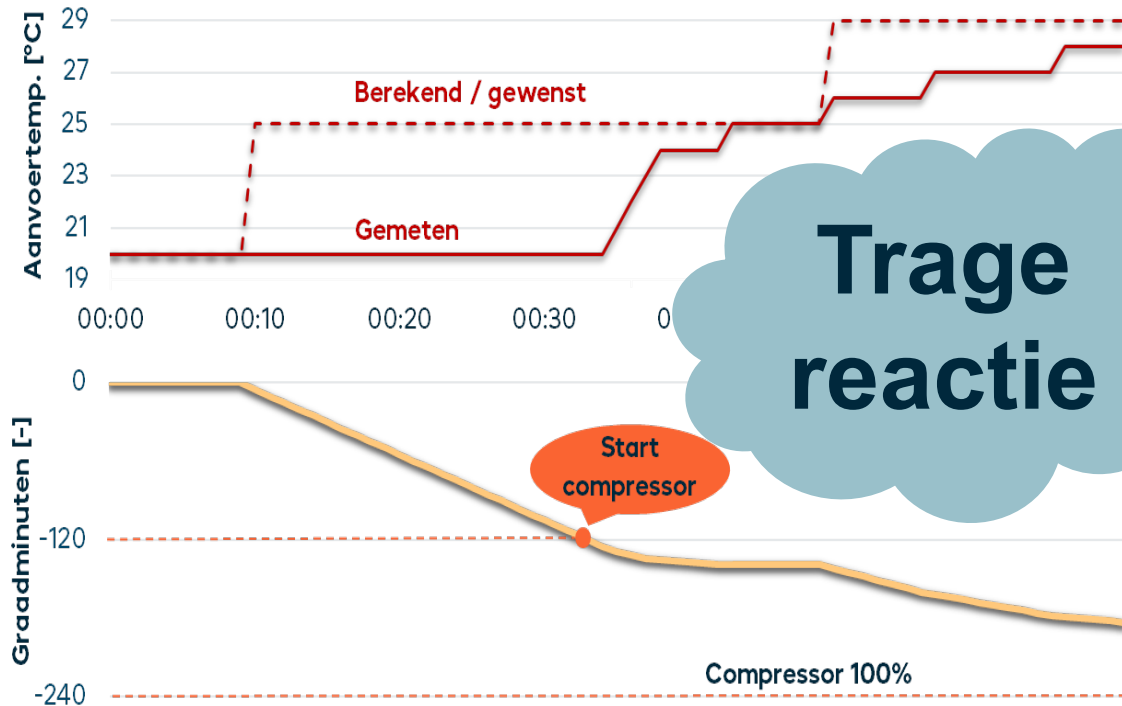 Aanvoertemp. [°C]
29
27
25
23
21
19
Berekend / gewenst
Gemeten
00:00
00:10
00:20
00:30
Trage
reactie
Graadminuten [-]
0
-120
-240
Start
compressor
Compressor 100%